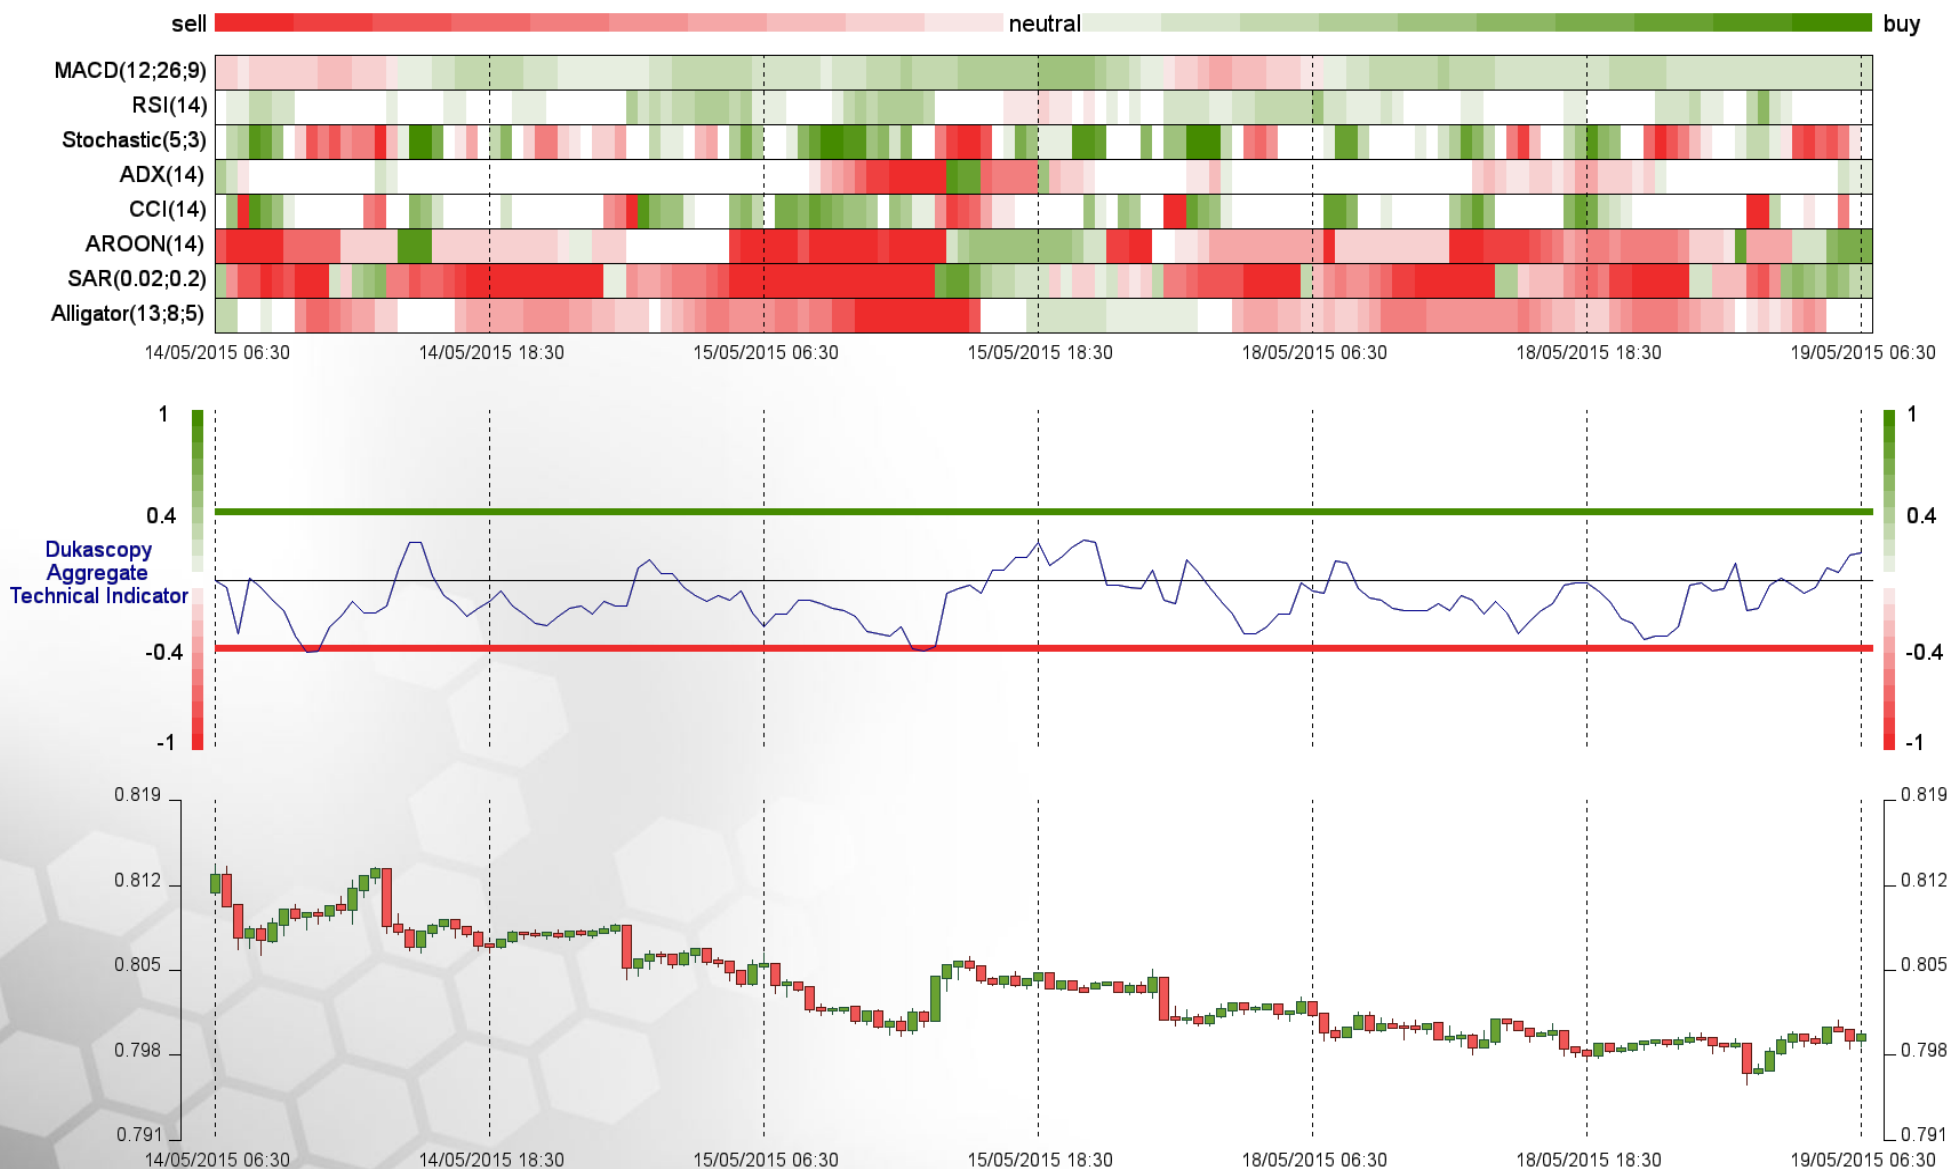 sell neutral buy
MACD(12;26;9)
RSI(14)
Stochastic(5;3)
ADX(14)
CCI(14)
AROON(14)
SAR(0.02;0.2)
Alligator(13;8;5)
14/05/2015 06:30 14/05/2015 18:30 15/05/2015 06:30 15/05/2015 18:30 18/05/2015 06:30 18/05/2015 18:30 19/05/2015 06:30
1 1
0.4 0.4
Dukascopy
Aggregate
Technical Indicator
-0.4 -0.4
-1 -1
0.819 0.819
0.812 0.812
0.805 0.805
0.798 0.798
0.791 0.791
14/05/2015 06:30 14/05/2015 18:30 15/05/2015 06:30 15/05/2015 18:30 18/05/2015 06:30 18/05/2015 18:30 19/05/2015 06:30